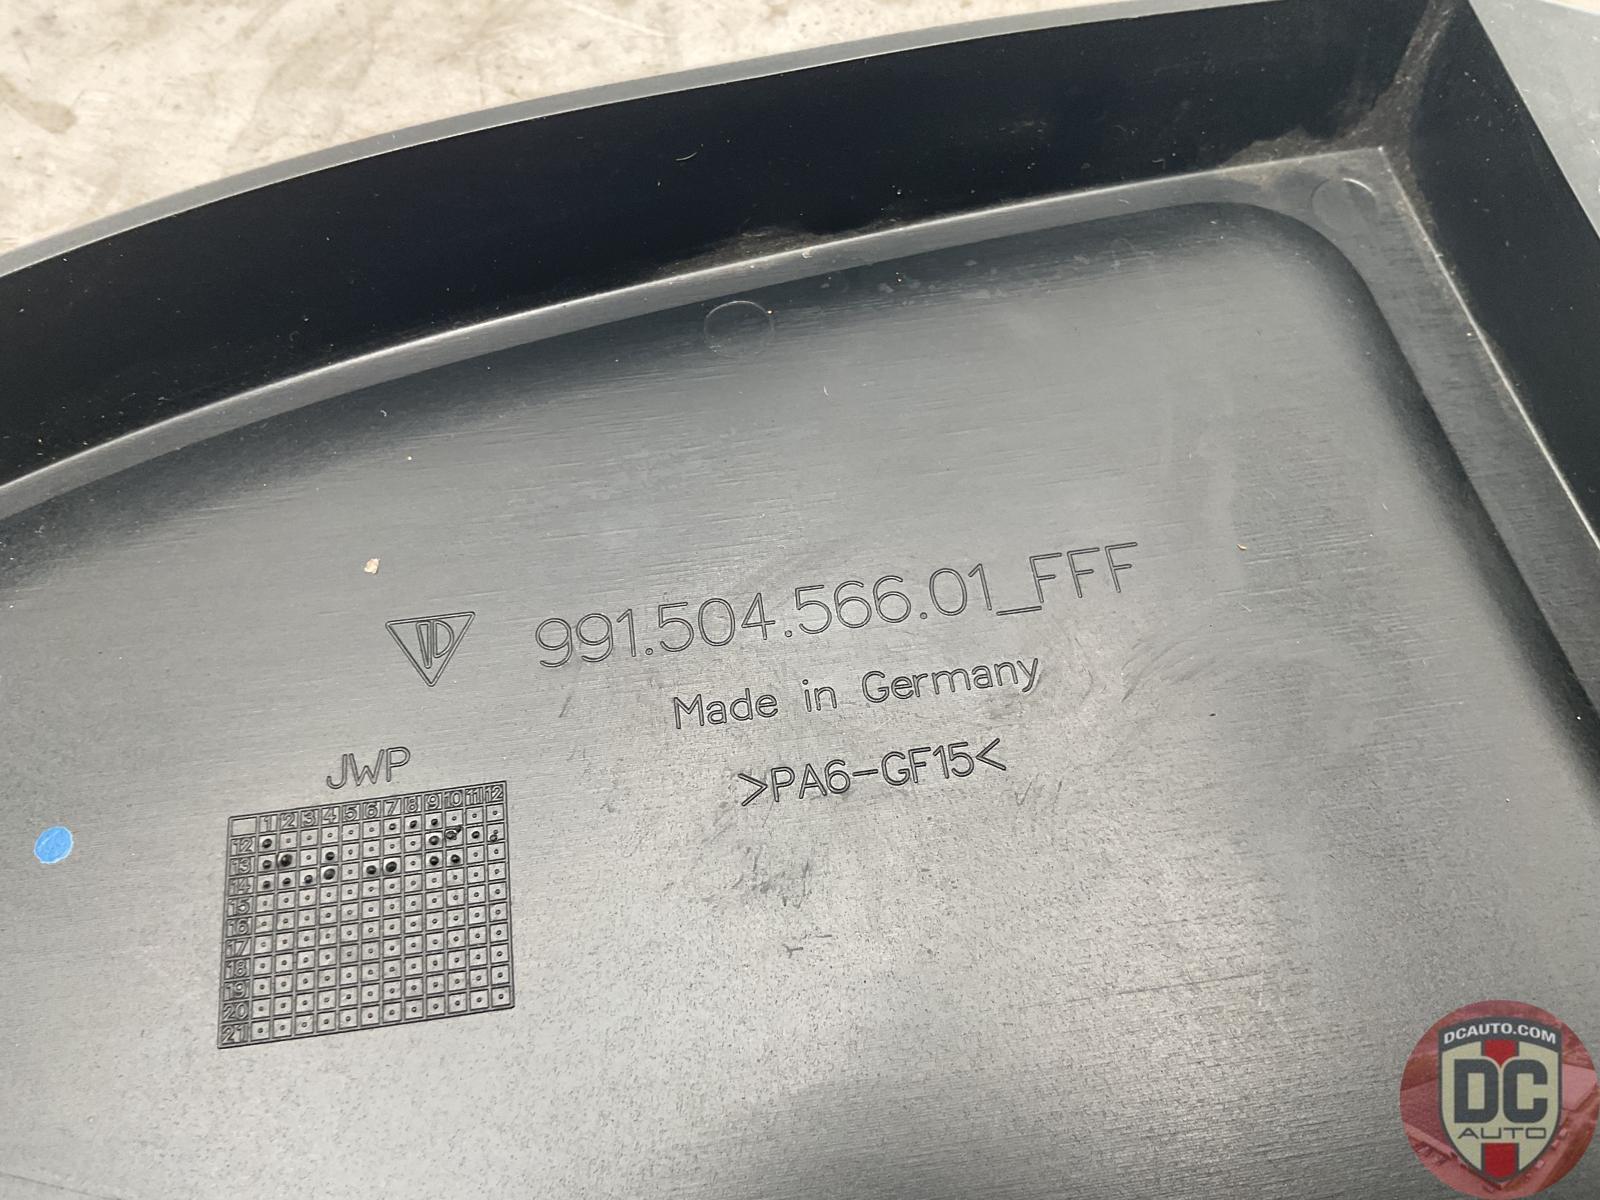 991.504.566.01_FFF
Made in Germany
>PA6-GF15<
JWP
1 2 3 4 5 6 7 8 9 10 11 12
12
13
14
15
16
17
18
19
20
21
DCAUTO.COM
DC
AUTO